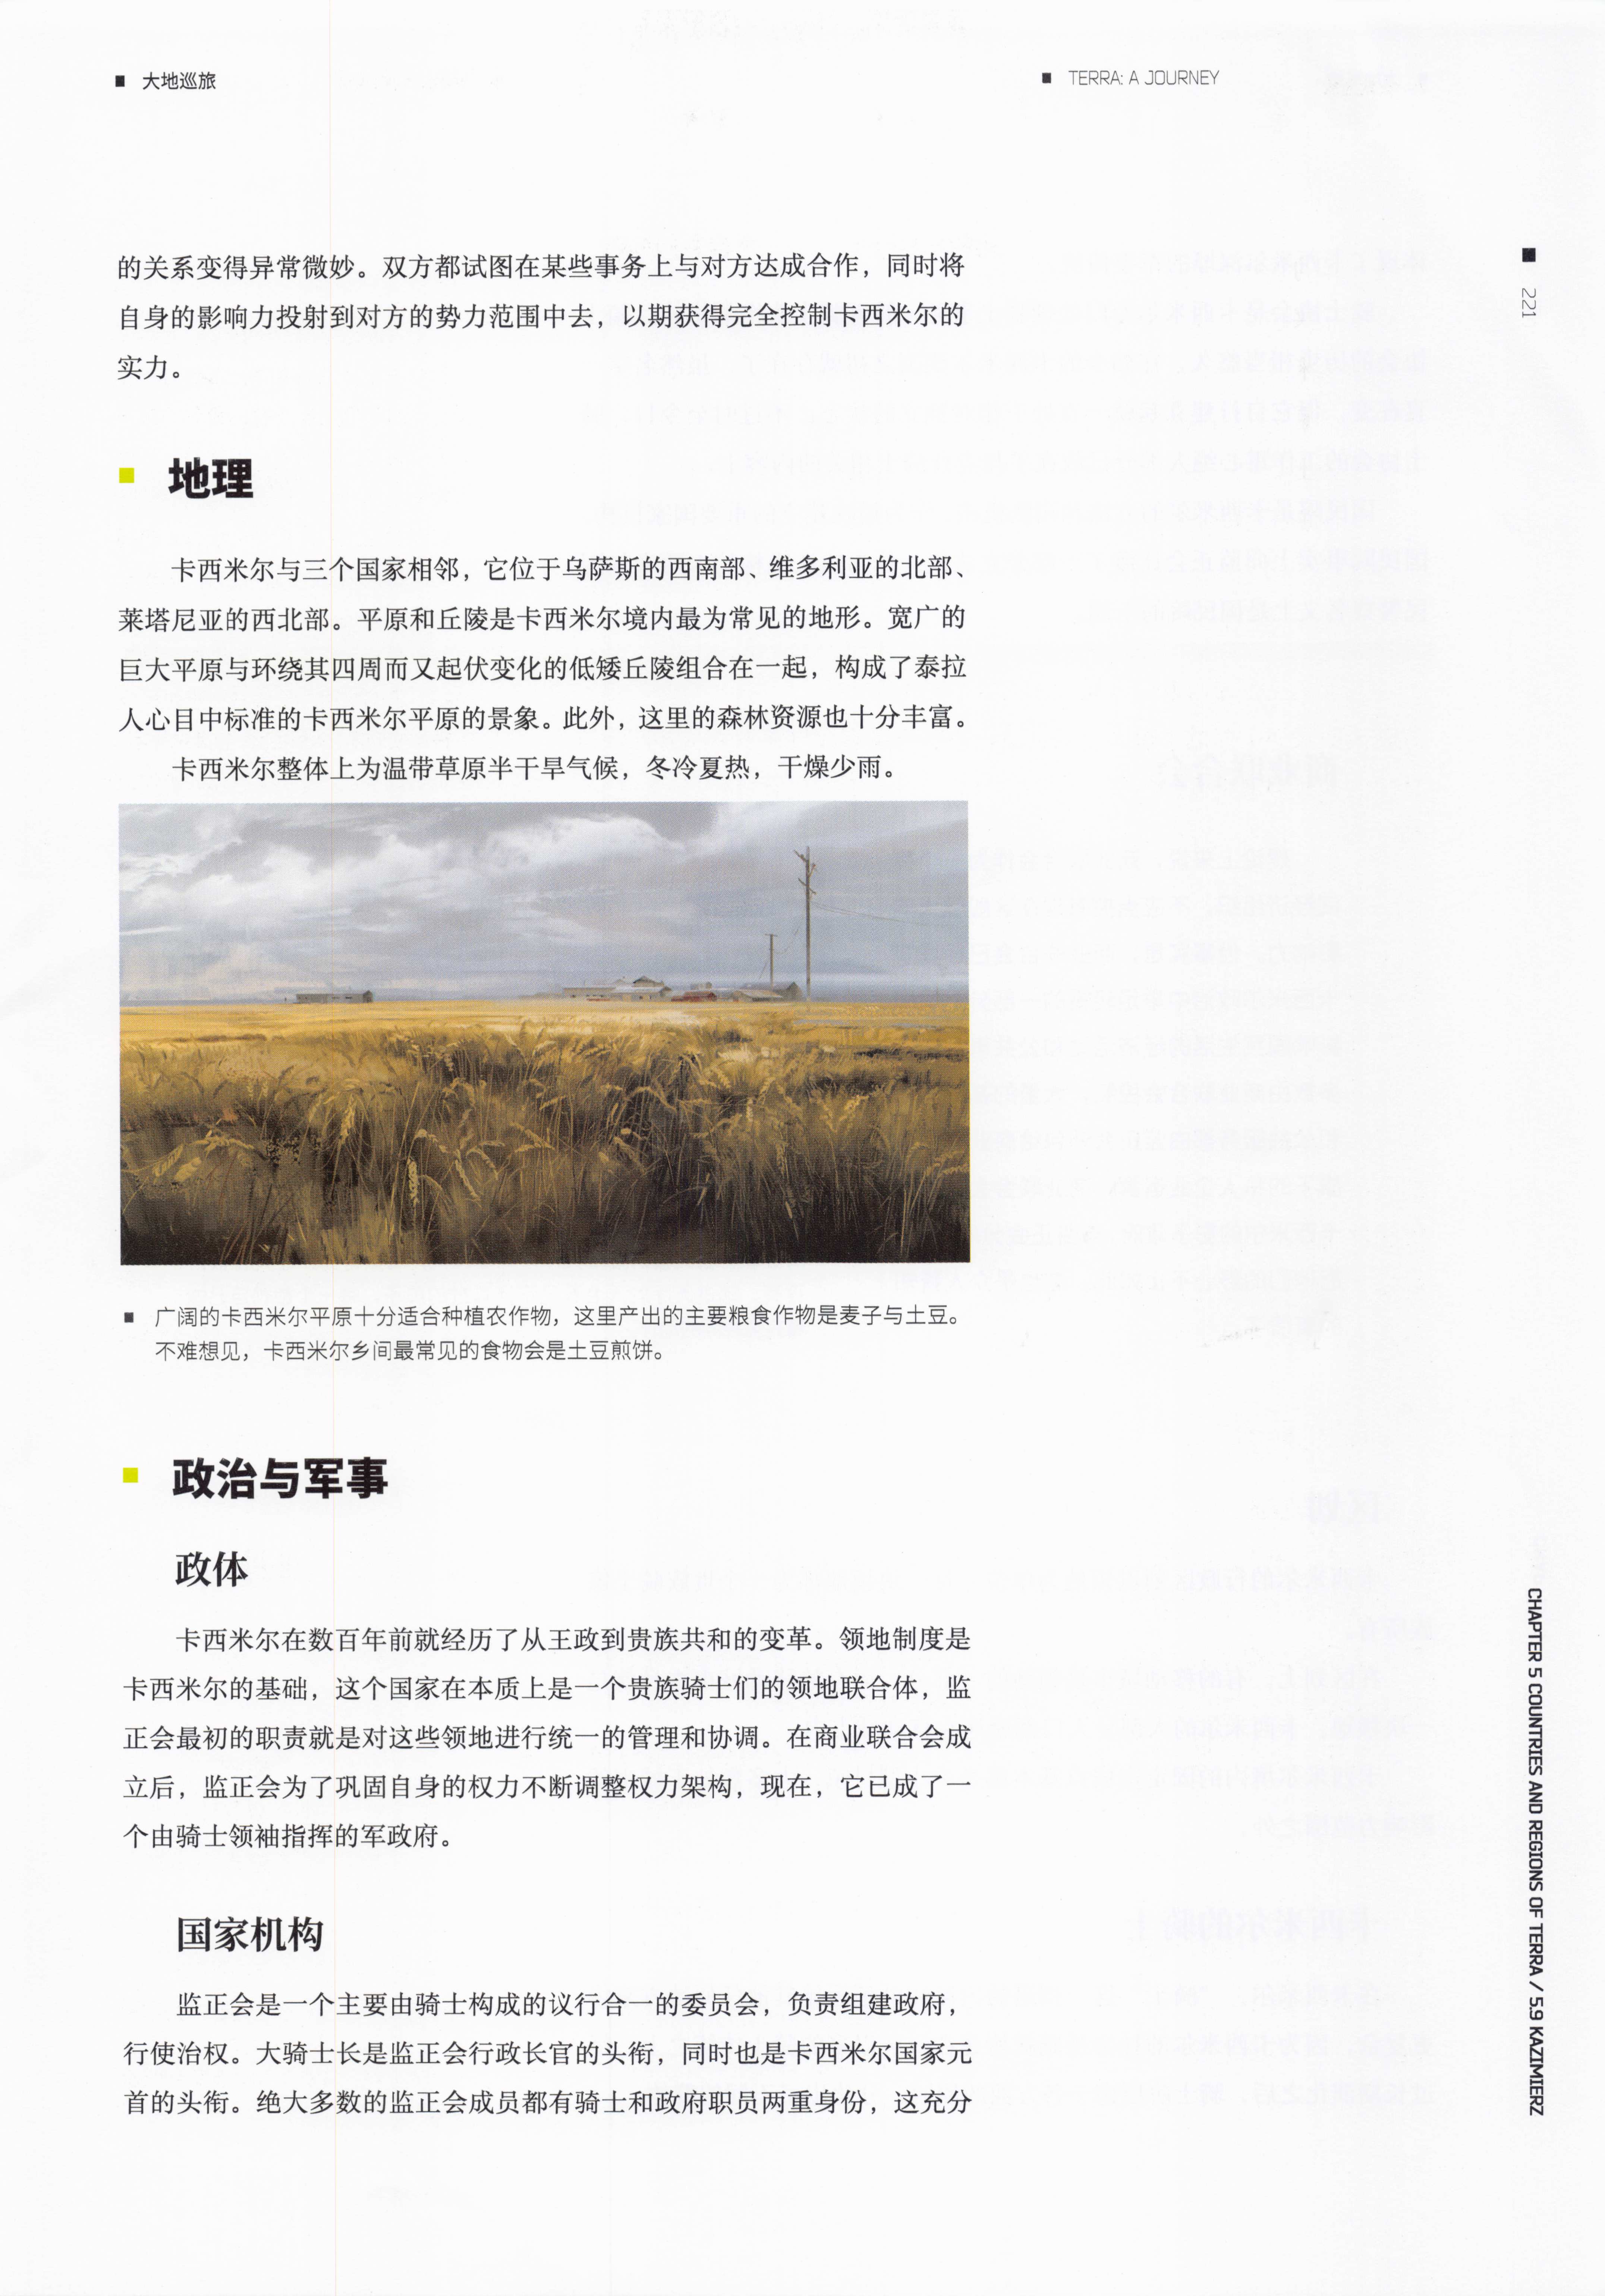 大地巡旅
TERRA: A JOURNEY
221
的关系变得异常微妙。双方都试图在某些事务上与对方达成合作，同时将
自身的影响力投射到对方的势力范围中去，以期获得完全控制卡西米尔的
实力。
地理
卡西米尔与三个国家相邻，它位于乌萨斯的西南部、维多利亚的北部、
莱塔尼亚的西北部。平原和丘陵是卡西米尔境内最为常见的地形。宽广的
巨大平原与环绕其四周而又起伏变化的低矮丘陵组合在一起，构成了泰拉
人心目中标准的卡西米尔平原的景象。此外，这里的森林资源也十分丰富。
卡西米尔整体上为温带草原半干旱气候，冬冷夏热，干燥少雨。
广阔的卡西米尔平原十分适合种植农作物，这里产出的主要粮食作物是麦子与土豆。
不难想见，卡西米尔乡间最常见的食物会是土豆煎饼。
政治与军事
政体
卡西米尔在数百年前就经历了从王政到贵族共和的变革。领地制度是
卡西米尔的基础，这个国家在本质上是一个贵族骑士们的领地联合体，监
正会最初的职责就是对这些领地进行统一的管理和协调。在商业联合会成
立后，监正会为了巩固自身的权力不断调整权力架构，现在，它已成了一
个由骑士领袖指挥的军政府。
国家机构
监正会是一个主要由骑士构成的议行合一的委员会，负责组建政府，
行使治权。大骑士长是监正会行政长官的头衔，同时也是卡西米尔国家元
首的头衔。绝大多数的监正会成员都有骑士和政府职员两重身份，这充分
CHAPTER 5 COUNTRIES AND REGIONS OF TERRA / 5.9 KAZIMIERZ